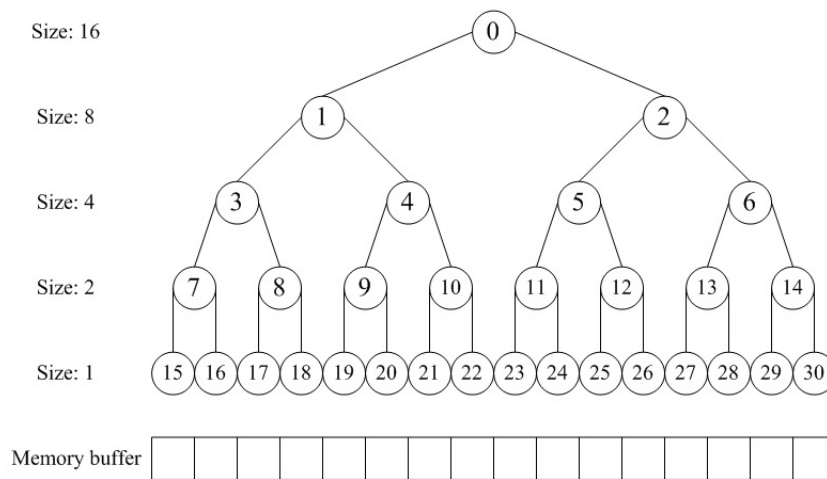 Size: 16 0
Size: 8 1 2
Size: 4 3 4 5 6
Size: 2 7 8 9 10 11 12 13 14
Size: 1 15 16 17 18 19 20 21 22 23 24 25 26 27 28 29 30
Memory buffer